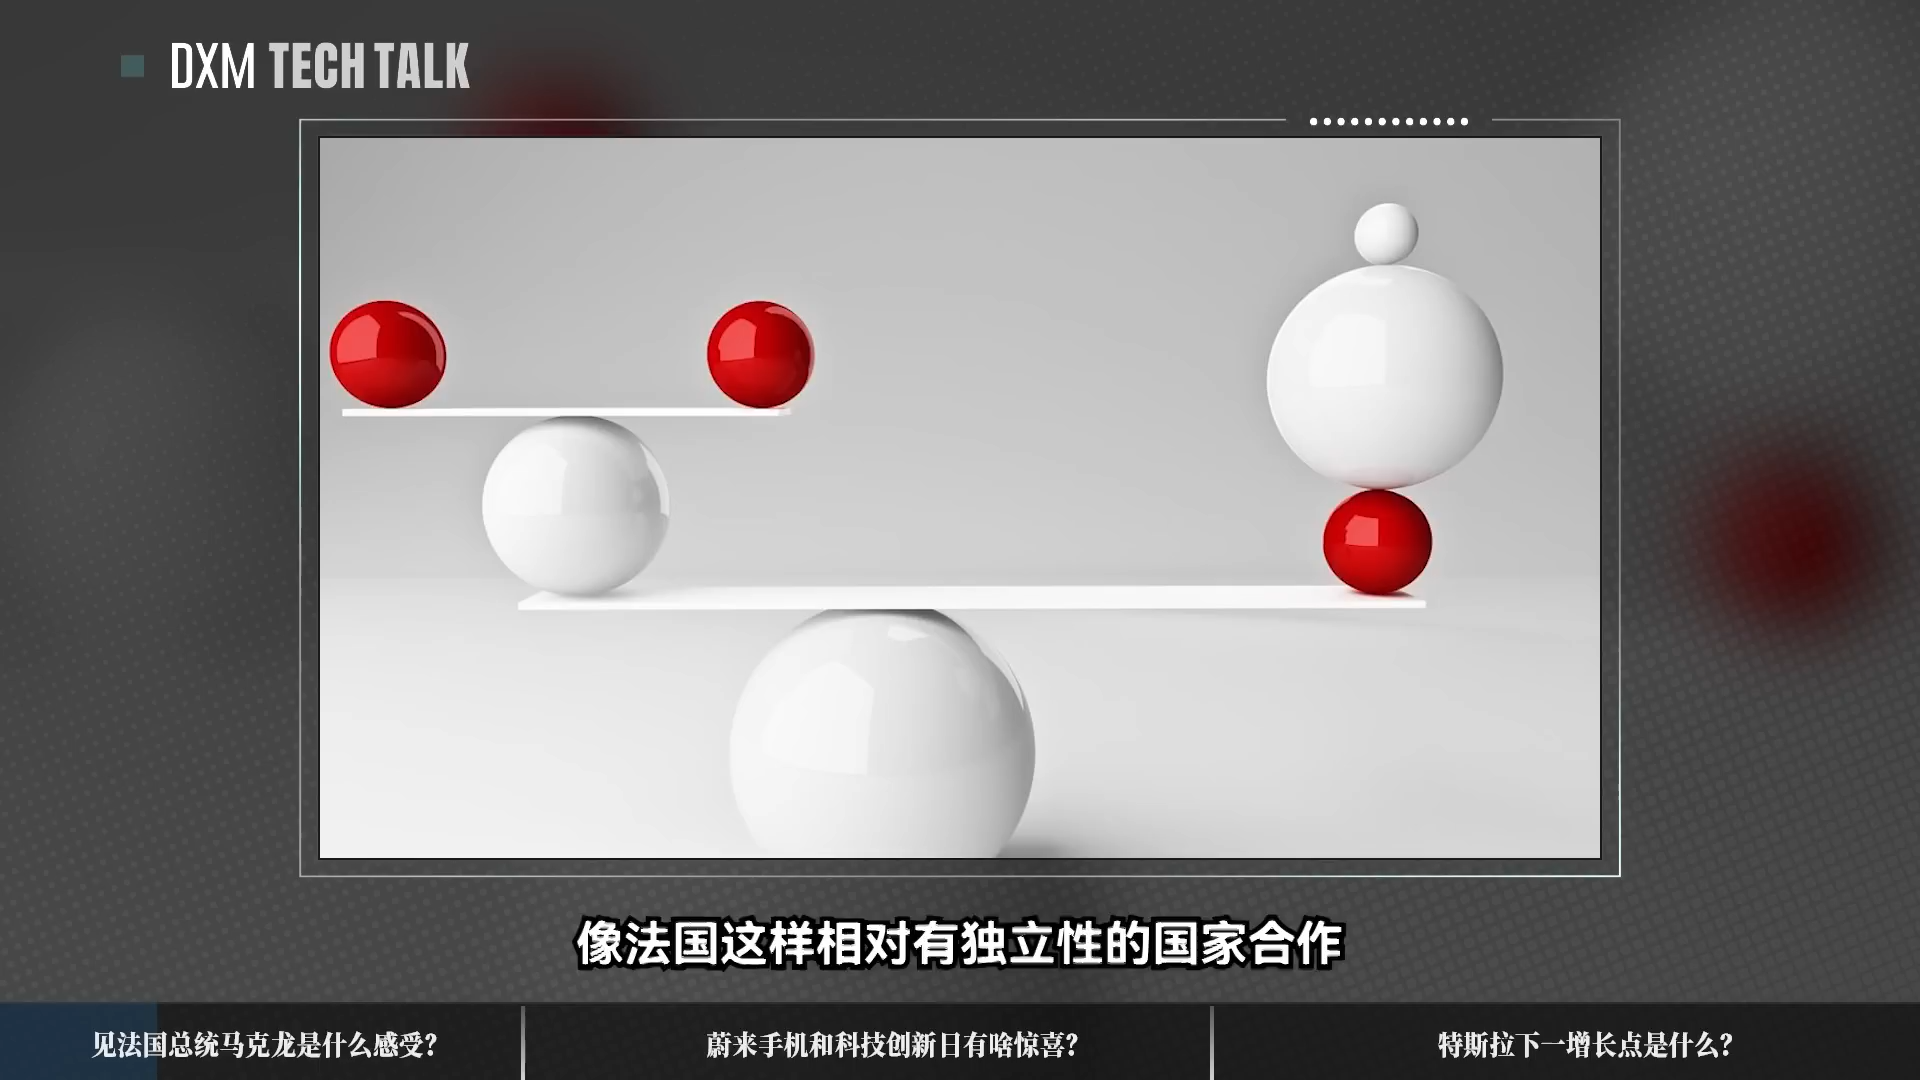 DXM TECH TALK
像法国这样相对有独立性的国家合作
见法国总统马克龙是什么感受?
蔚来手机和科技创新日有啥惊喜?
特斯拉下一增长点是什么?